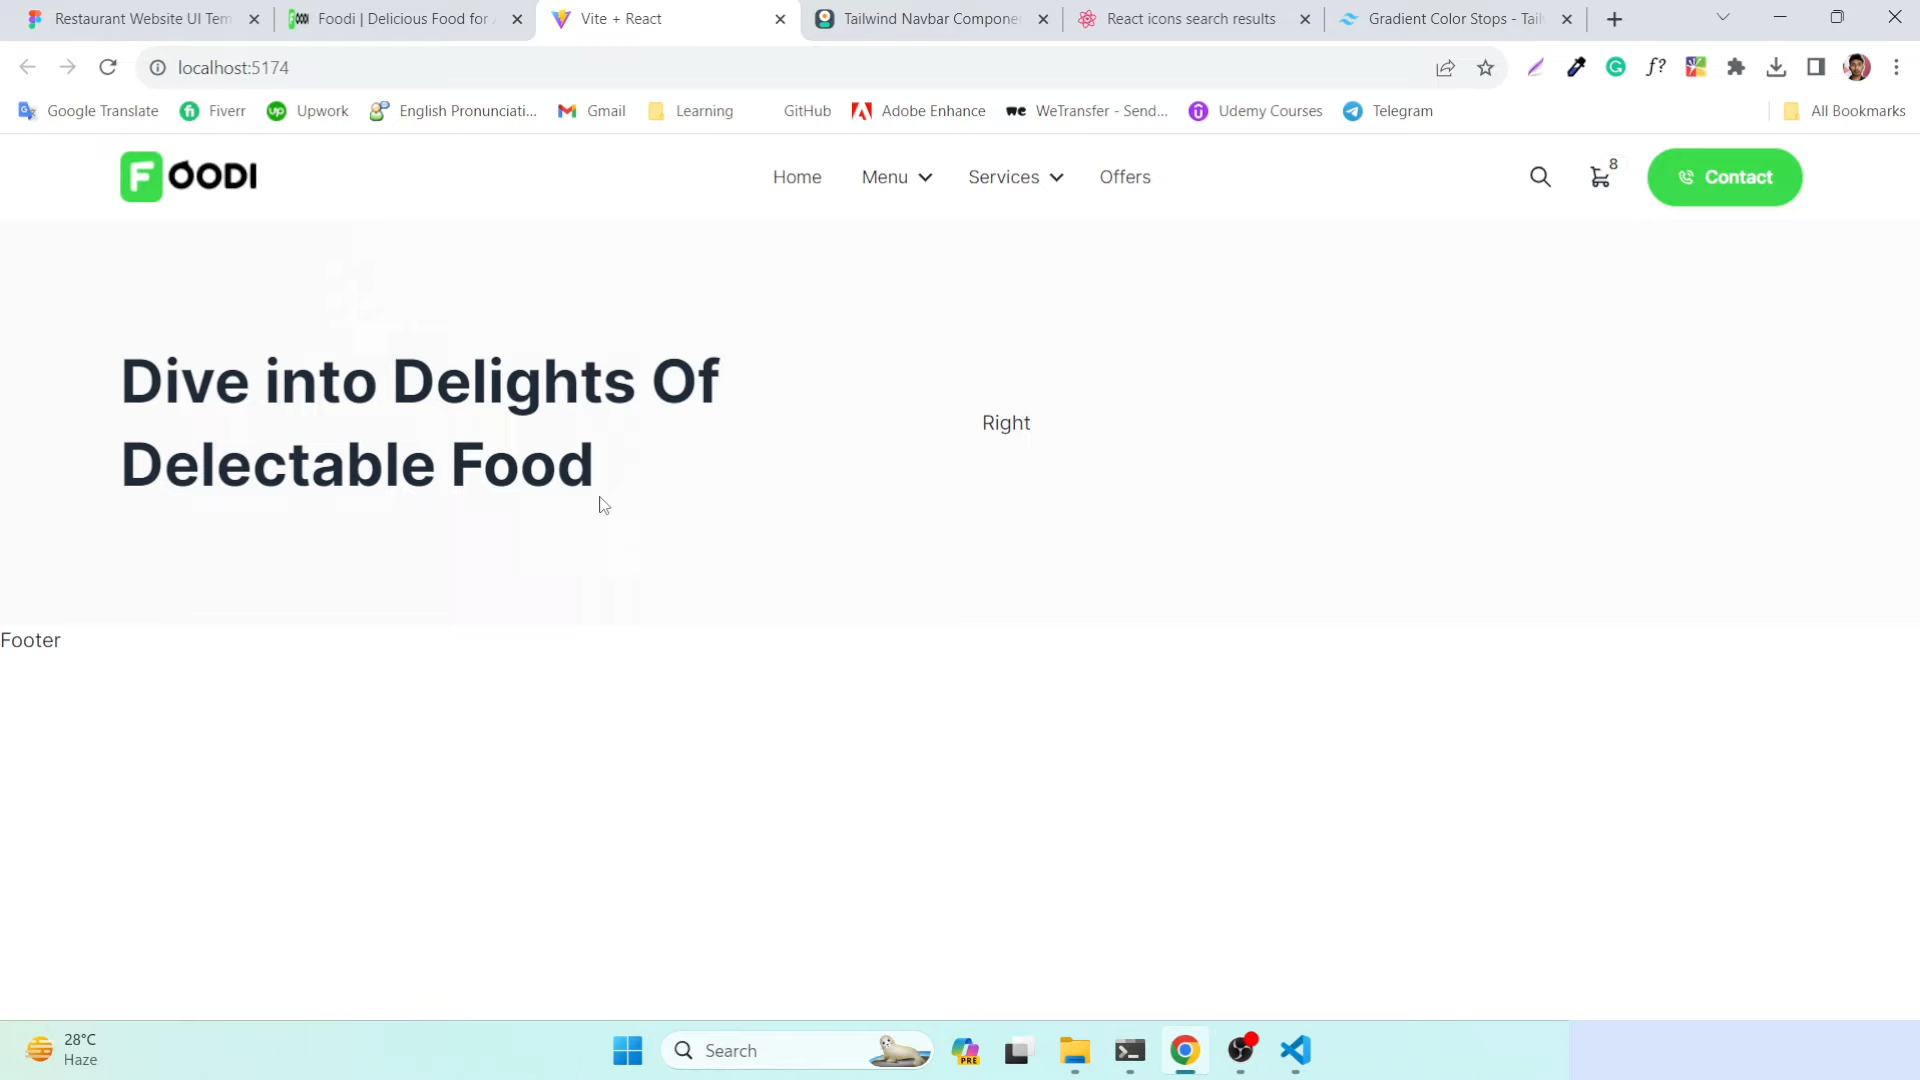 Restaurant Website UI Tem
Foodi | Delicious Food for A
Vite + React
Tailwind Navbar Componen
React icons search results
Gradient Color Stops - Tail
localhost:5174
f?
Google Translate
Fiverr
Upwork
English Pronunciati...
Gmail
Learning
GitHub
Adobe Enhance
WeTransfer - Send...
Udemy Courses
Telegram
All Bookmarks
FOODI
Home
Menu
Services
Offers
8
Contact
Dive into Delights Of
Delectable Food
Right
Footer
28°C
Haze
Search
PRE